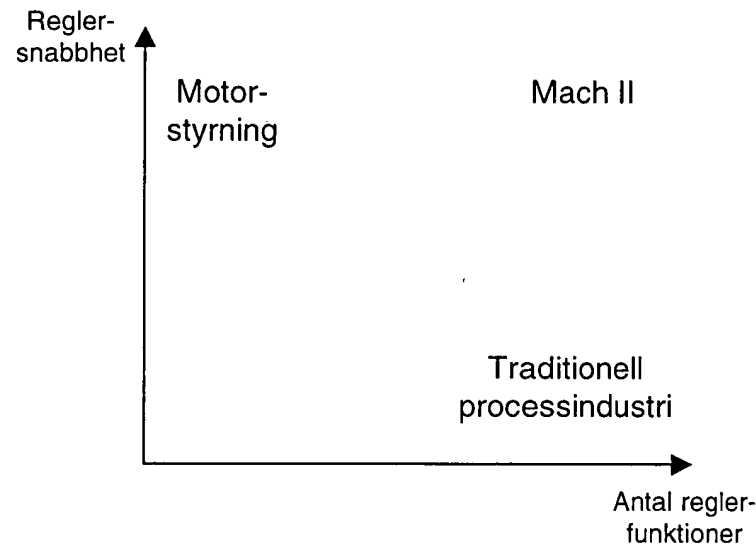 Regler-
snabbhet
Motor-
styrning
Mach II
Traditionell
processindustri
Antal regler-
funktioner